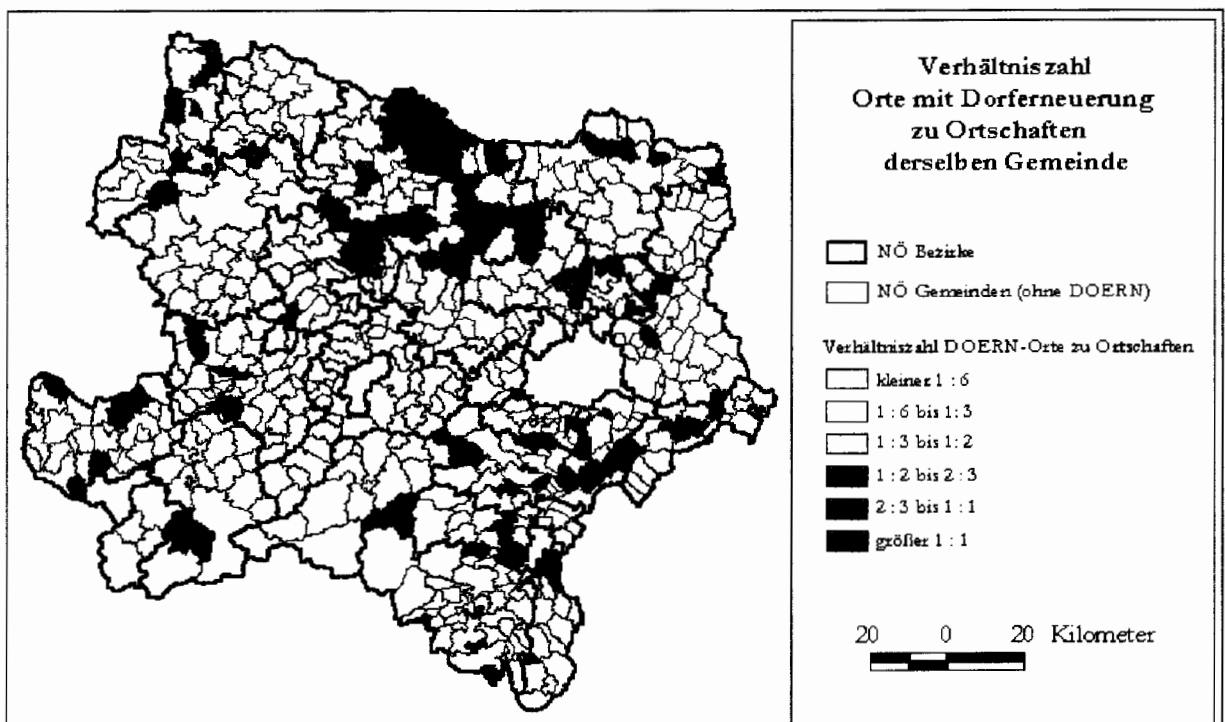 Verhältniszahl
Orte mit Dorferneuerung
zu Ortschaften
derselben Gemeinde
NÖ Bezirke
NÖ Gemeinden (ohne DOERN)
Verhältniszahl DOERN-Orte zu Ortschaften
kleiner 1 : 6
1 : 6 bis 1 : 3
1 : 3 bis 1 : 2
1 : 2 bis 2 : 3
2 : 3 bis 1 : 1
größer 1 : 1
20 0 20 Kilometer